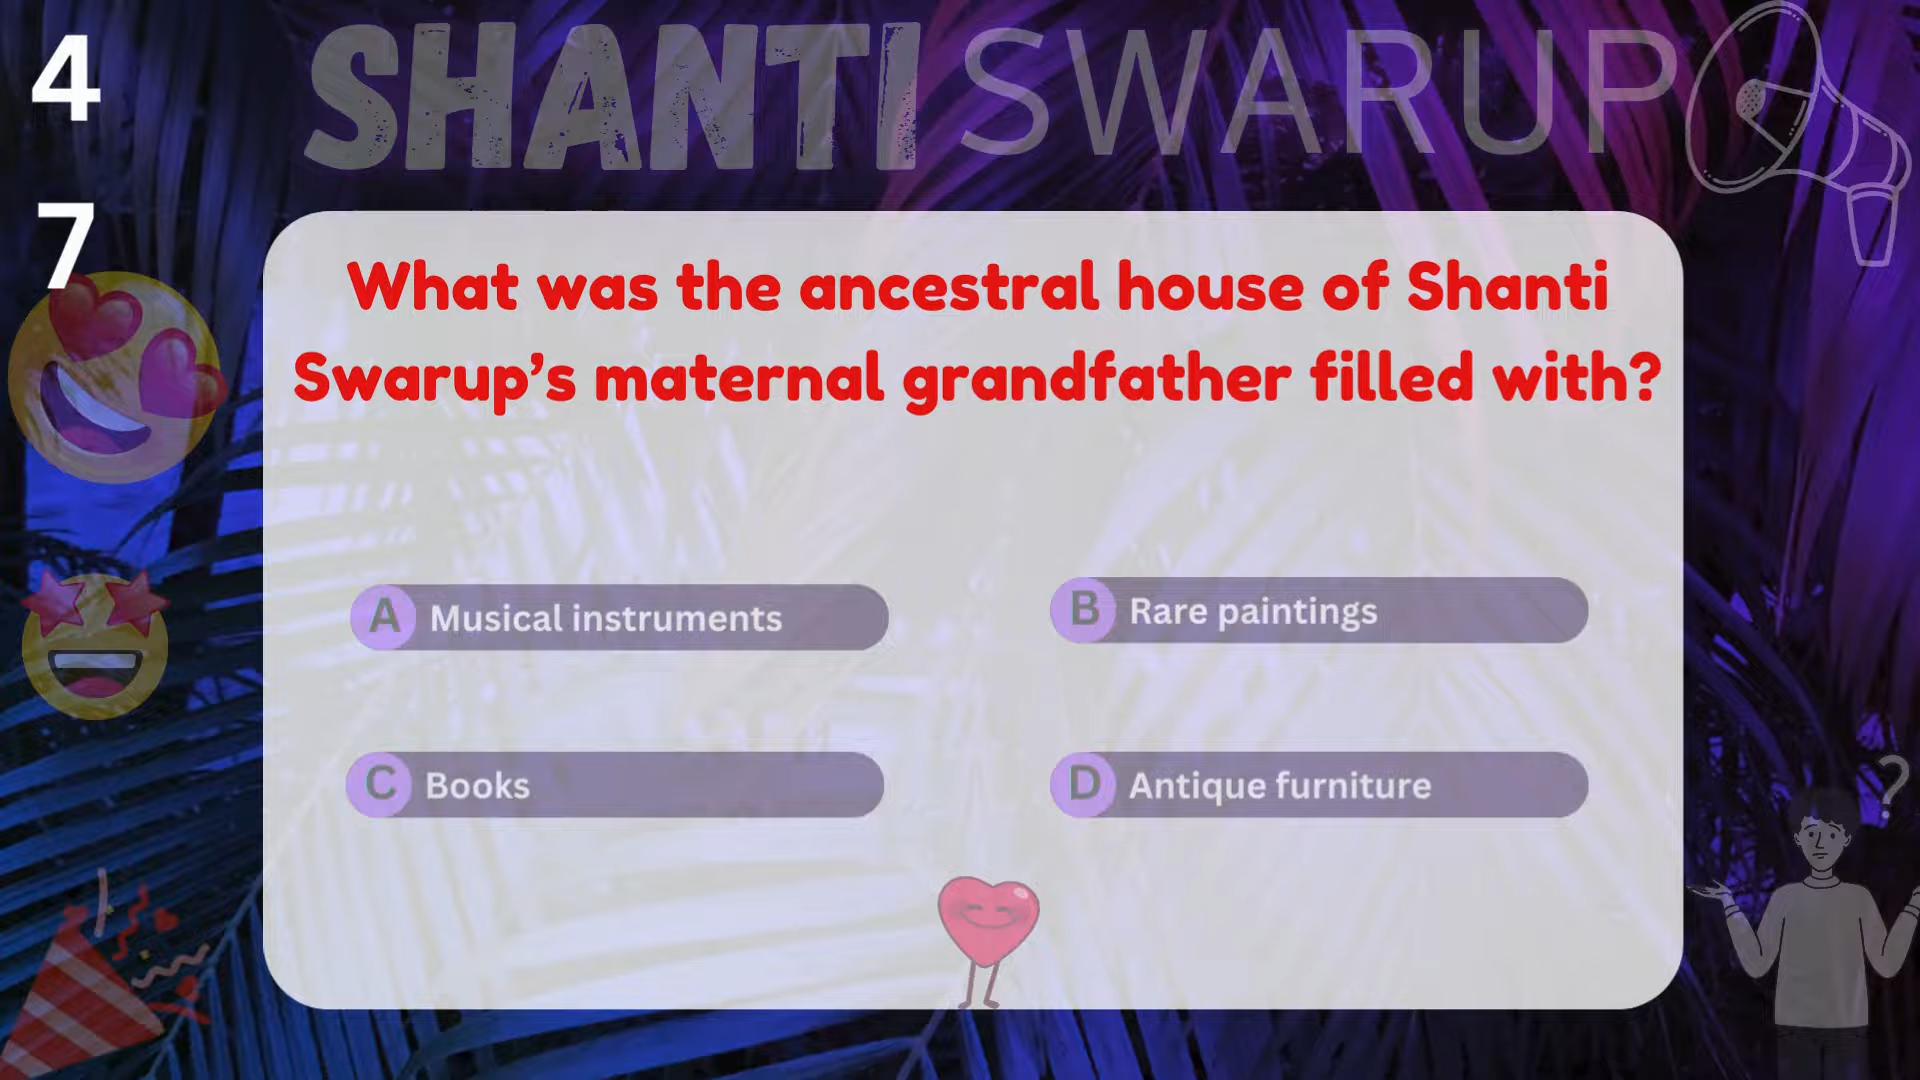 4
7
SHANTI SWARUP
What was the ancestral house of Shanti
Swarup’s maternal grandfather filled with?
A Musical instruments
B Rare paintings
C Books
D Antique furniture
?